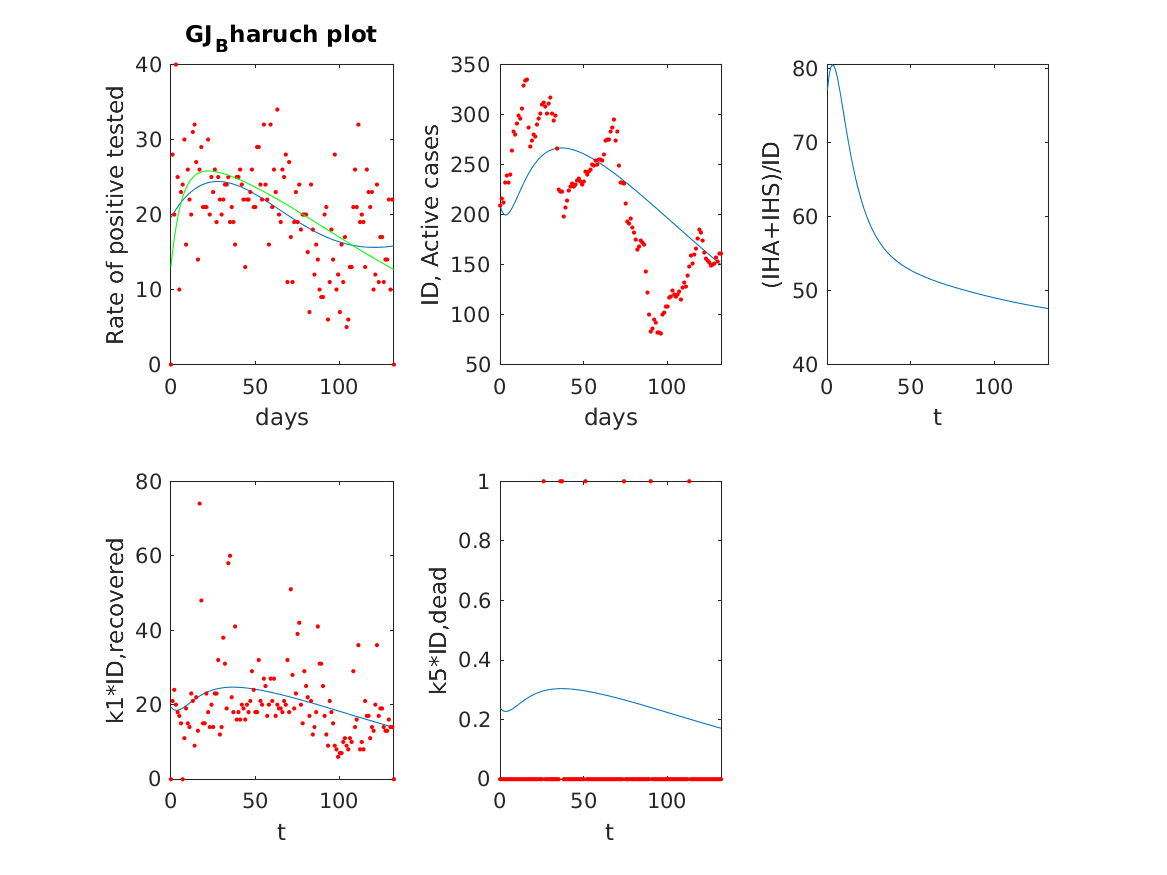 GJ_Bharuch plot
40
30
20
10
0
0 50 100
Rate of positive tested
days
350
300
250
200
150
100
50
0 50 100
ID, Active cases
days
80
70
60
50
40
0 50 100
(IHA+IHS)/ID
t
80
60
40
20
0
0 50 100
k1*ID,recovered
t
1
0.8
0.6
0.4
0.2
0
0 50 100
k5*ID,dead
t